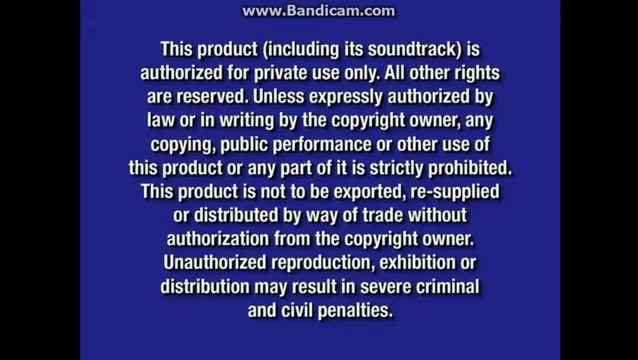 www.Bandicam.com
This product (including its soundtrack) is
authorized for private use only. All other rights
are reserved. Unless expressly authorized by
law or in writing by the copyright owner, any
copying, public performance or other use of
this product or any part of it is strictly prohibited.
This product is not to be exported, re-supplied
or distributed by way of trade without
authorization from the copyright owner.
Unauthorized reproduction, exhibition or
distribution may result in severe criminal
and civil penalties.